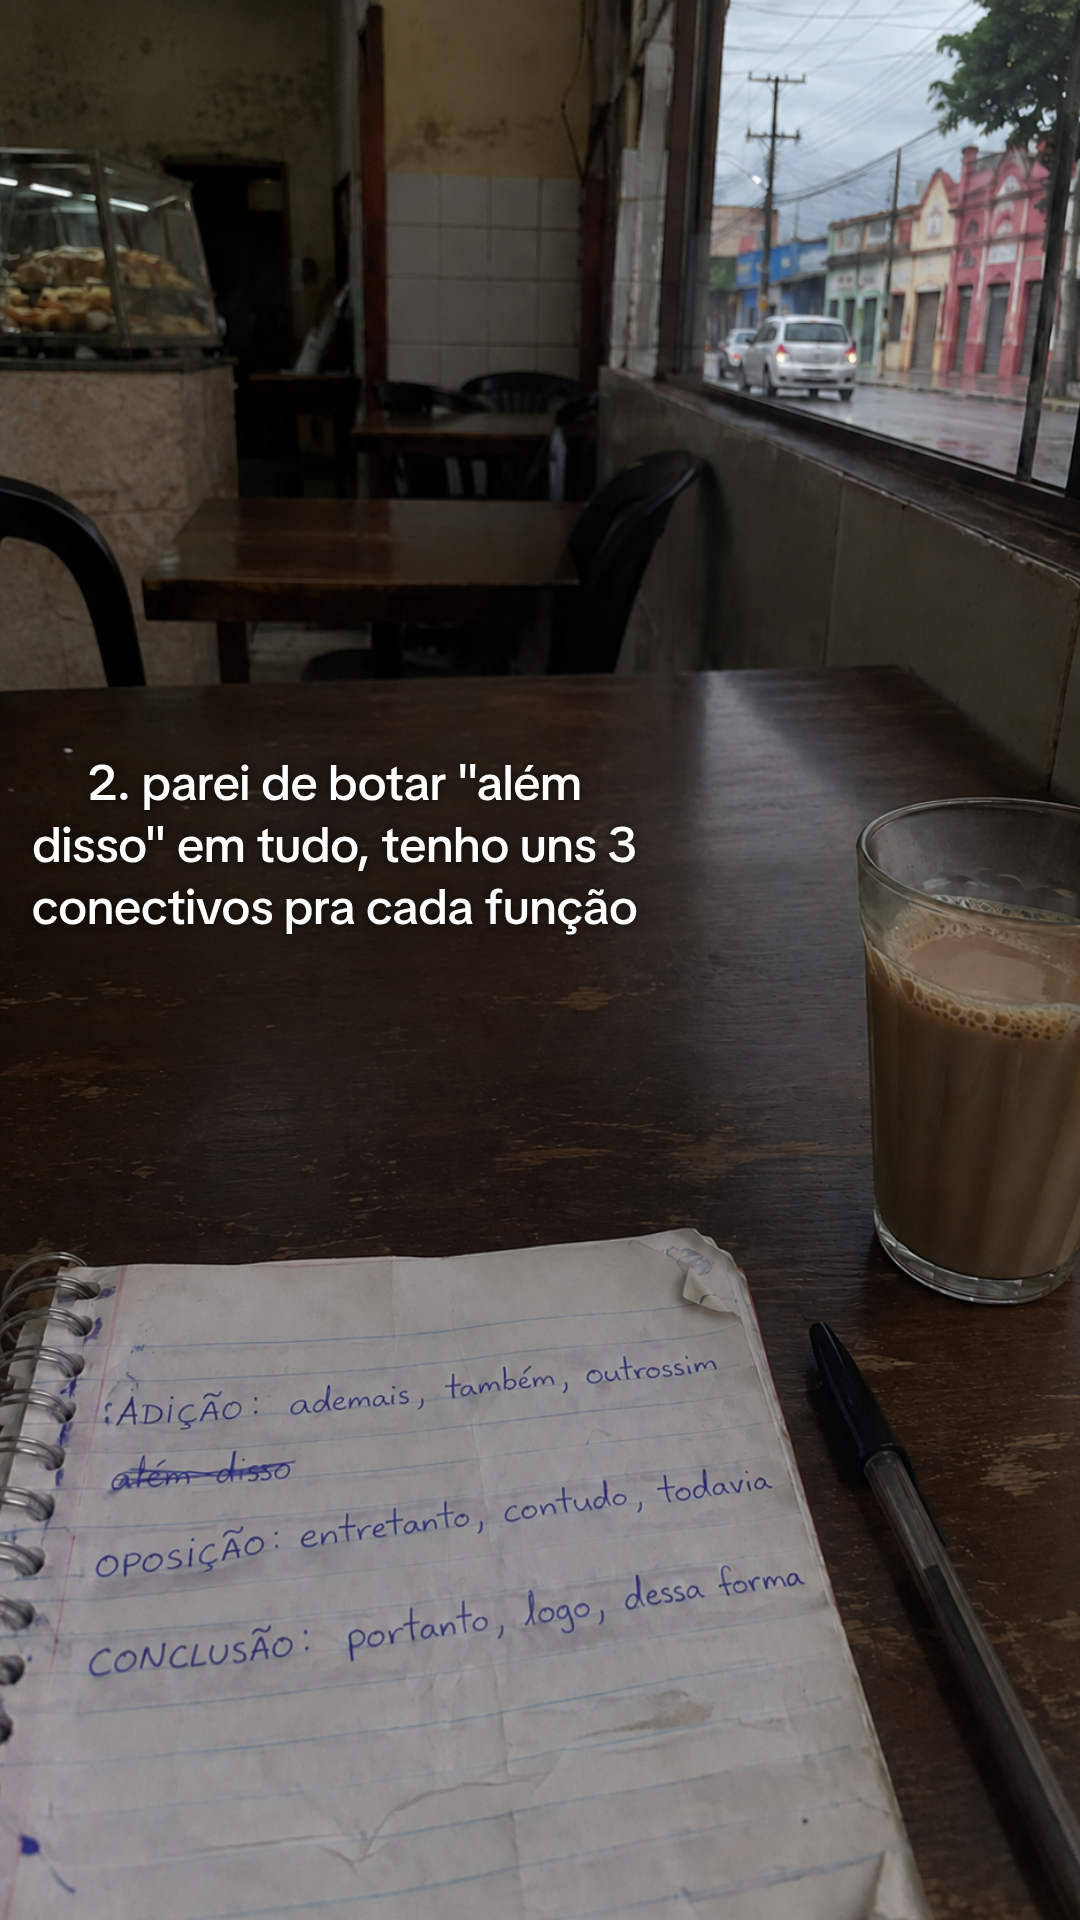 2. parei de botar "além
disso" em tudo, tenho uns 3
conectivos pra cada função
ADIÇÃO: ademais, também, outrossim
além disso
OPOSIÇÃO: entretanto, contudo, todavia
CONCLUSÃO: portanto, logo, dessa forma